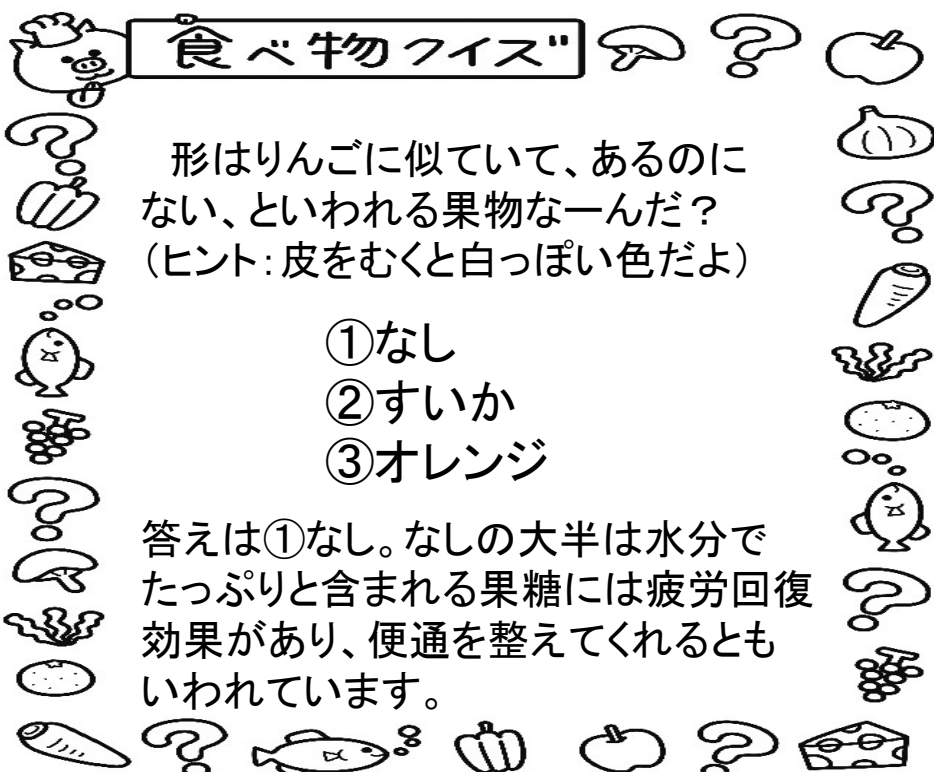 食べ物クイズ
形はりんごに似ていて、あるのに
ない、といわれる果物なーんだ？
（ヒント：皮をむくと白っぽい色だよ）
①なし
②すいか
③オレンジ
答えは①なし。なしの大半は水分で
たっぷりと含まれる果糖には疲労回復
効果があり、便通を整えてくれるとも
いわれています。